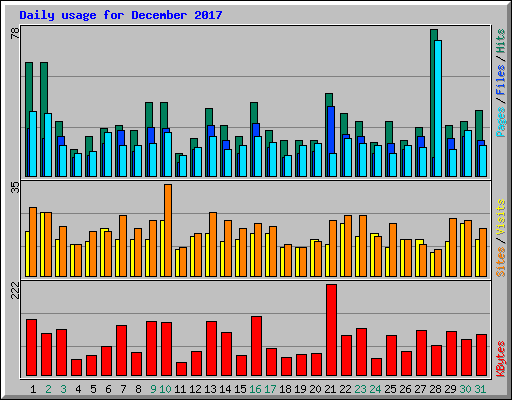 Daily usage for December 2017
78
Pages / Files / Hits
35
Sites / Visits
222
KBytes
1 2 3 4 5 6 7 8 9 10 11 12 13 14 15 16 17 18 19 20 21 22 23 24 25 26 27 28 29 30 31